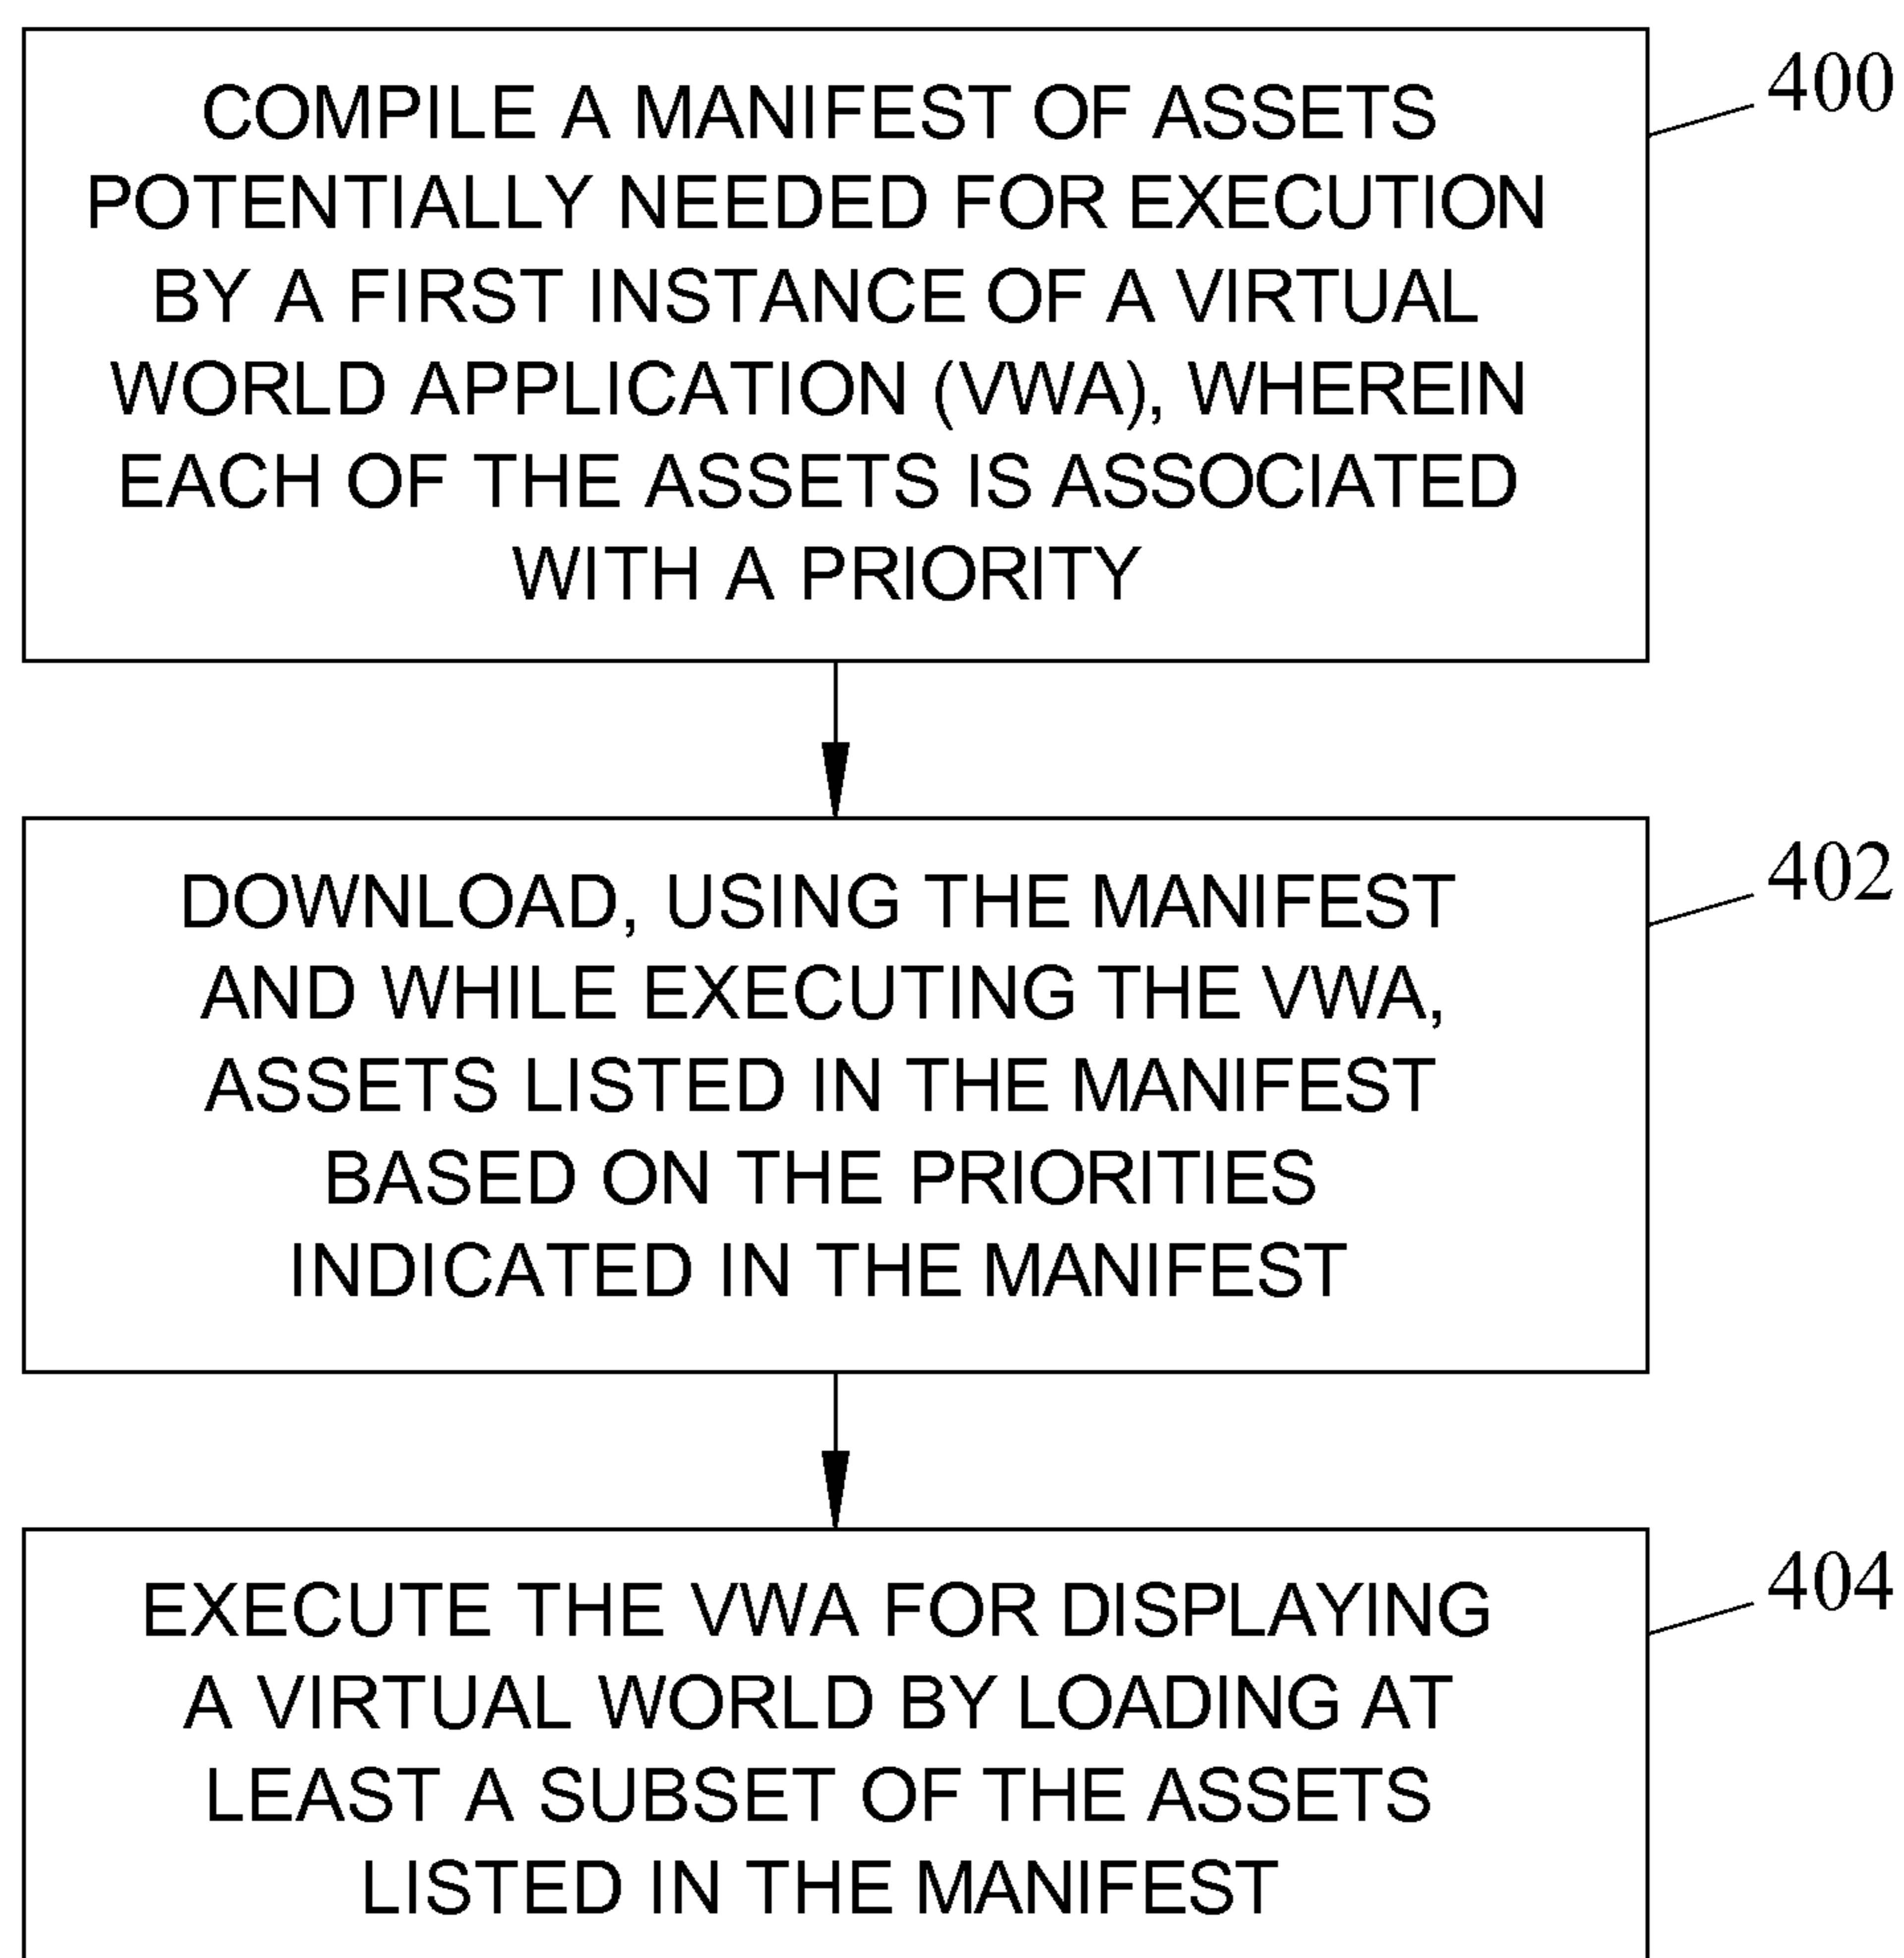 COMPILE A MANIFEST OF ASSETS
POTENTIALLY NEEDED FOR EXECUTION
BY A FIRST INSTANCE OF A VIRTUAL
WORLD APPLICATION (VWA), WHEREIN
EACH OF THE ASSETS IS ASSOCIATED
WITH A PRIORITY
400
DOWNLOAD, USING THE MANIFEST
AND WHILE EXECUTING THE VWA,
ASSETS LISTED IN THE MANIFEST
BASED ON THE PRIORITIES
INDICATED IN THE MANIFEST
402
EXECUTE THE VWA FOR DISPLAYING
A VIRTUAL WORLD BY LOADING AT
LEAST A SUBSET OF THE ASSETS
LISTED IN THE MANIFEST
404